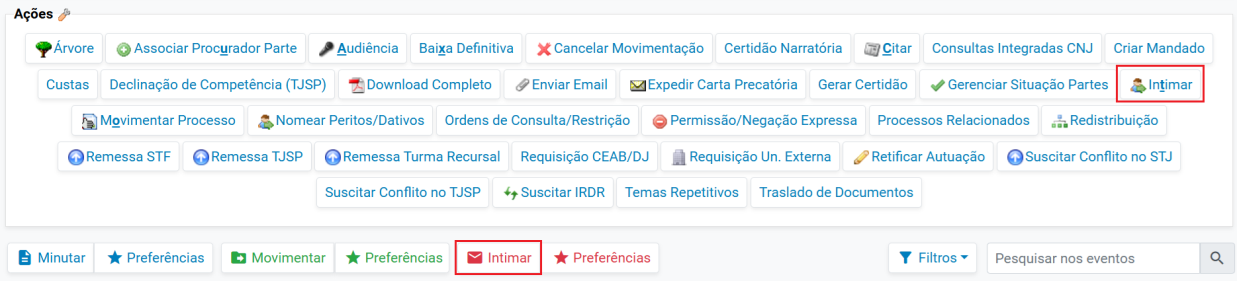 Ações
Árvore Associar Procurador Parte Audiência Baixa Definitiva Cancelar Movimentação Certidão Narratória Citar Consultas Integradas CNJ Criar Mandado
Custas Declinação de Competência (TJSP) Download Completo Enviar Email Expedir Carta Precatória Gerar Certidão Gerenciar Situação Partes Intimar
Movimentar Processo Nomear Peritos/Dativos Ordens de Consulta/Restrição Permissão/Negação Expressa Processos Relacionados Redistribuição
Remessa STF Remessa TJSP Remessa Turma Recursal Requisição CEAB/DJ Requisição Un. Externa Retificar Autuação Suscitar Conflito no STJ
Suscitar Conflito no TJSP Suscitar IRDR Temas Repetitivos Traslado de Documentos
Minutar Preferências Movimentar Preferências Intimar Preferências Filtros Pesquisar nos eventos